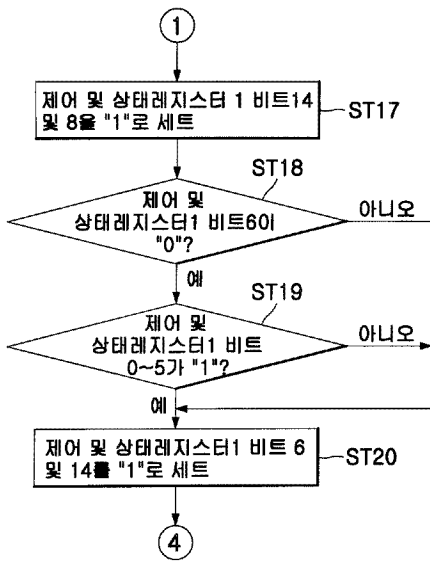 1
제어 및 상태레지스터 1 비트14
및 8을 "1"로 세트
ST17
ST18
제어 및
상태레지스터1 비트6이
"0"?
아니오
예
ST19
제어 및
상태레지스터1 비트
0~5가 "1"?
아니오
예
제어 및 상태레지스터1 비트 6
및 14를 "1"로 세트
ST20
4